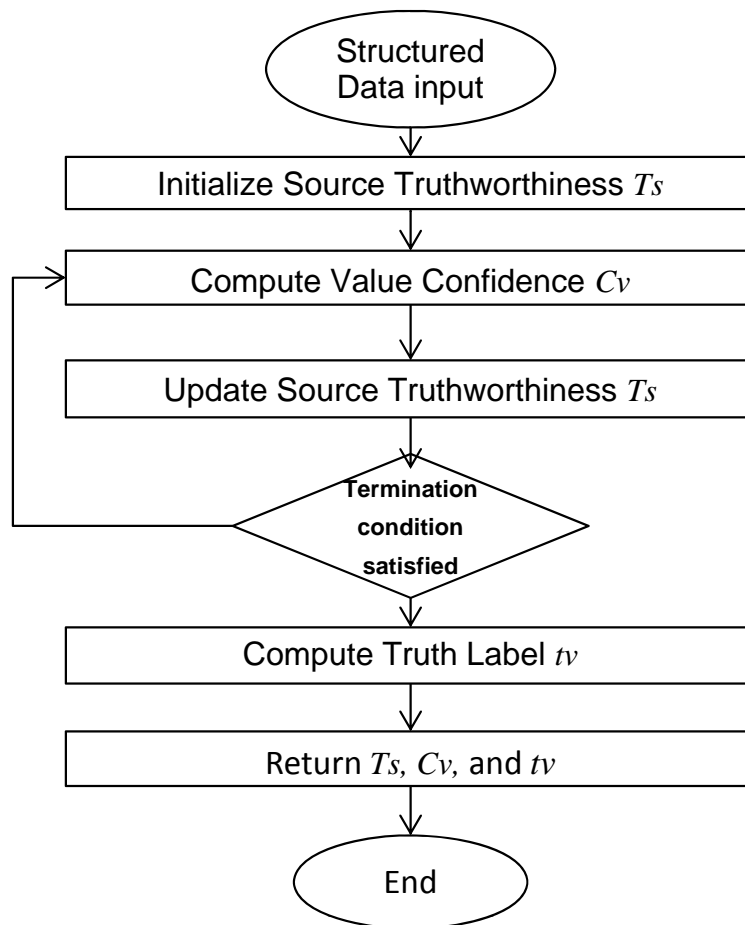 Structured
Data input
Initialize Source Truthworthiness Ts
Compute Value Confidence Cv
Update Source Truthworthiness Ts
Termination
condition
satisfied
Compute Truth Label tv
Return Ts, Cv, and tv
End